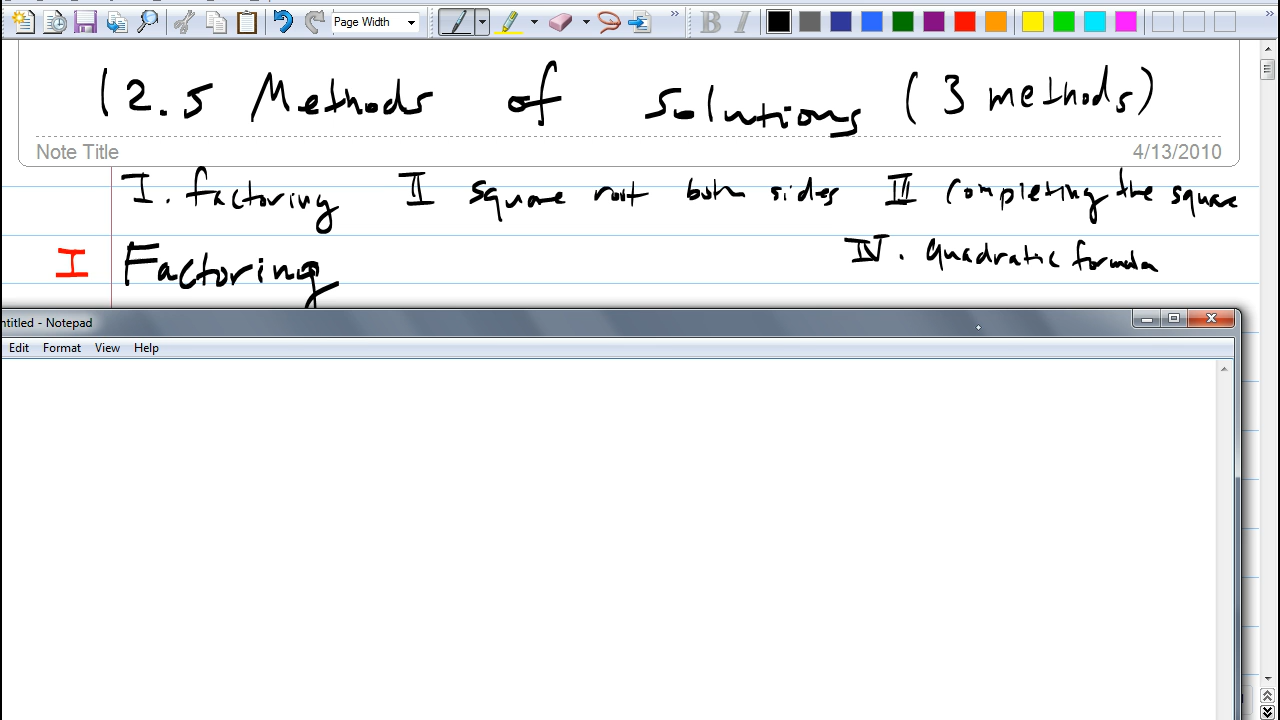 Page Width
B I
12.5 Methods of Solutions (3 methods)
Note Title 4/13/2010
I. factoring II square root both sides III completing the square
I Factoring IV. Quadratic formula
ntitled - Notepad
Edit Format View Help